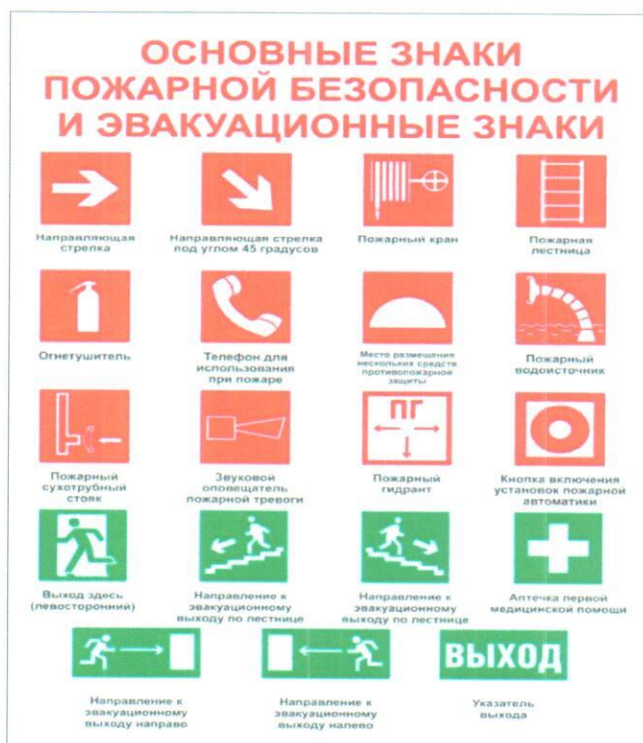 ОСНОВНЫЕ ЗНАКИ
ПОЖАРНОЙ БЕЗОПАСНОСТИ
И ЭВАКУАЦИОННЫЕ ЗНАКИ
Направляющая
стрелка
Направляющая стрелка
под углом 45 градусов
Пожарный кран
Пожарная
лестница
Огнетушитель
Телефон для
использования
при пожаре
Место размещения
нескольких средств
противопожарной
защиты
Пожарный
водоисточник
Пожарный
сухотрубный
стояк
Звуковой
оповещатель
пожарной тревоги
ПГ
Пожарный
гидрант
Кнопка включения
установок пожарной
автоматики
Выход здесь
(левосторонний)
Направление к
эвакуационному
выходу по лестнице
Направление к
эвакуационному
выходу по лестнице
Аптечка первой
медицинской помощи
Направление к
эвакуационному
выходу направо
Направление к
эвакуационному
выходу налево
ВЫХОД
Указатель
выхода